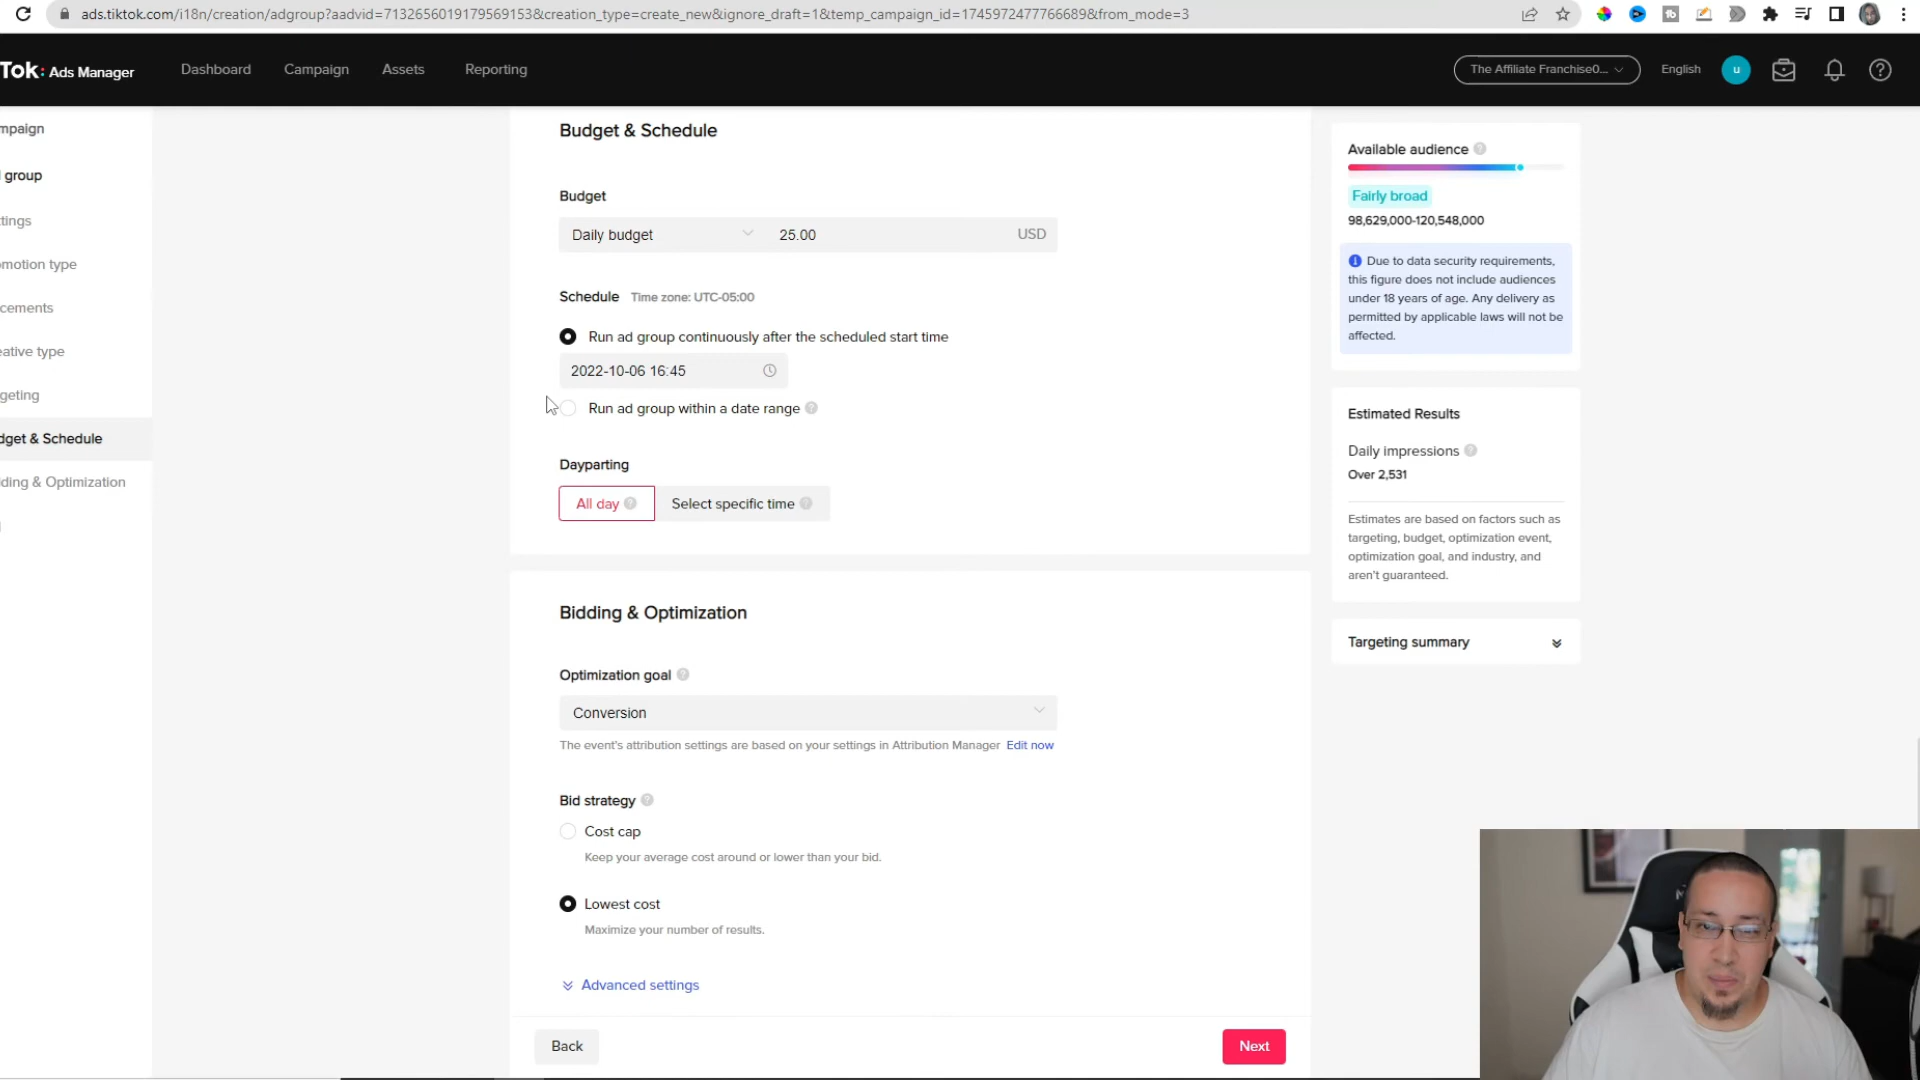 ads.tiktok.com/i18n/creation/adgroup?aadvid=7132656019179569153&creation_type=create_new&ignore_draft=1&temp_campaign_id=1745972477766689&from_mode=3
Tok: Ads Manager
Dashboard
Campaign
Assets
Reporting
The Affiliate Franchise0...
English
u
mpaign
group
tings
omotion type
cements
eative type
geting
dget & Schedule
ding & Optimization
Budget & Schedule
Budget
Daily budget
25.00
USD
Schedule Time zone: UTC-05:00
Run ad group continuously after the scheduled start time
2022-10-06 16:45
Run ad group within a date range
Dayparting
All day
Select specific time
Bidding & Optimization
Optimization goal
Conversion
The event's attribution settings are based on your settings in Attribution Manager Edit now
Bid strategy
Cost cap
Keep your average cost around or lower than your bid.
Lowest cost
Maximize your number of results.
Advanced settings
Back
Next
Available audience
Fairly broad
98,629,000-120,548,000
Due to data security requirements,
this figure does not include audiences
under 18 years of age. Any delivery as
permitted by applicable laws will not be
affected.
Estimated Results
Daily impressions
Over 2,531
Estimates are based on factors such as
targeting, budget, optimization event,
optimization goal, and industry, and
aren't guaranteed.
Targeting summary